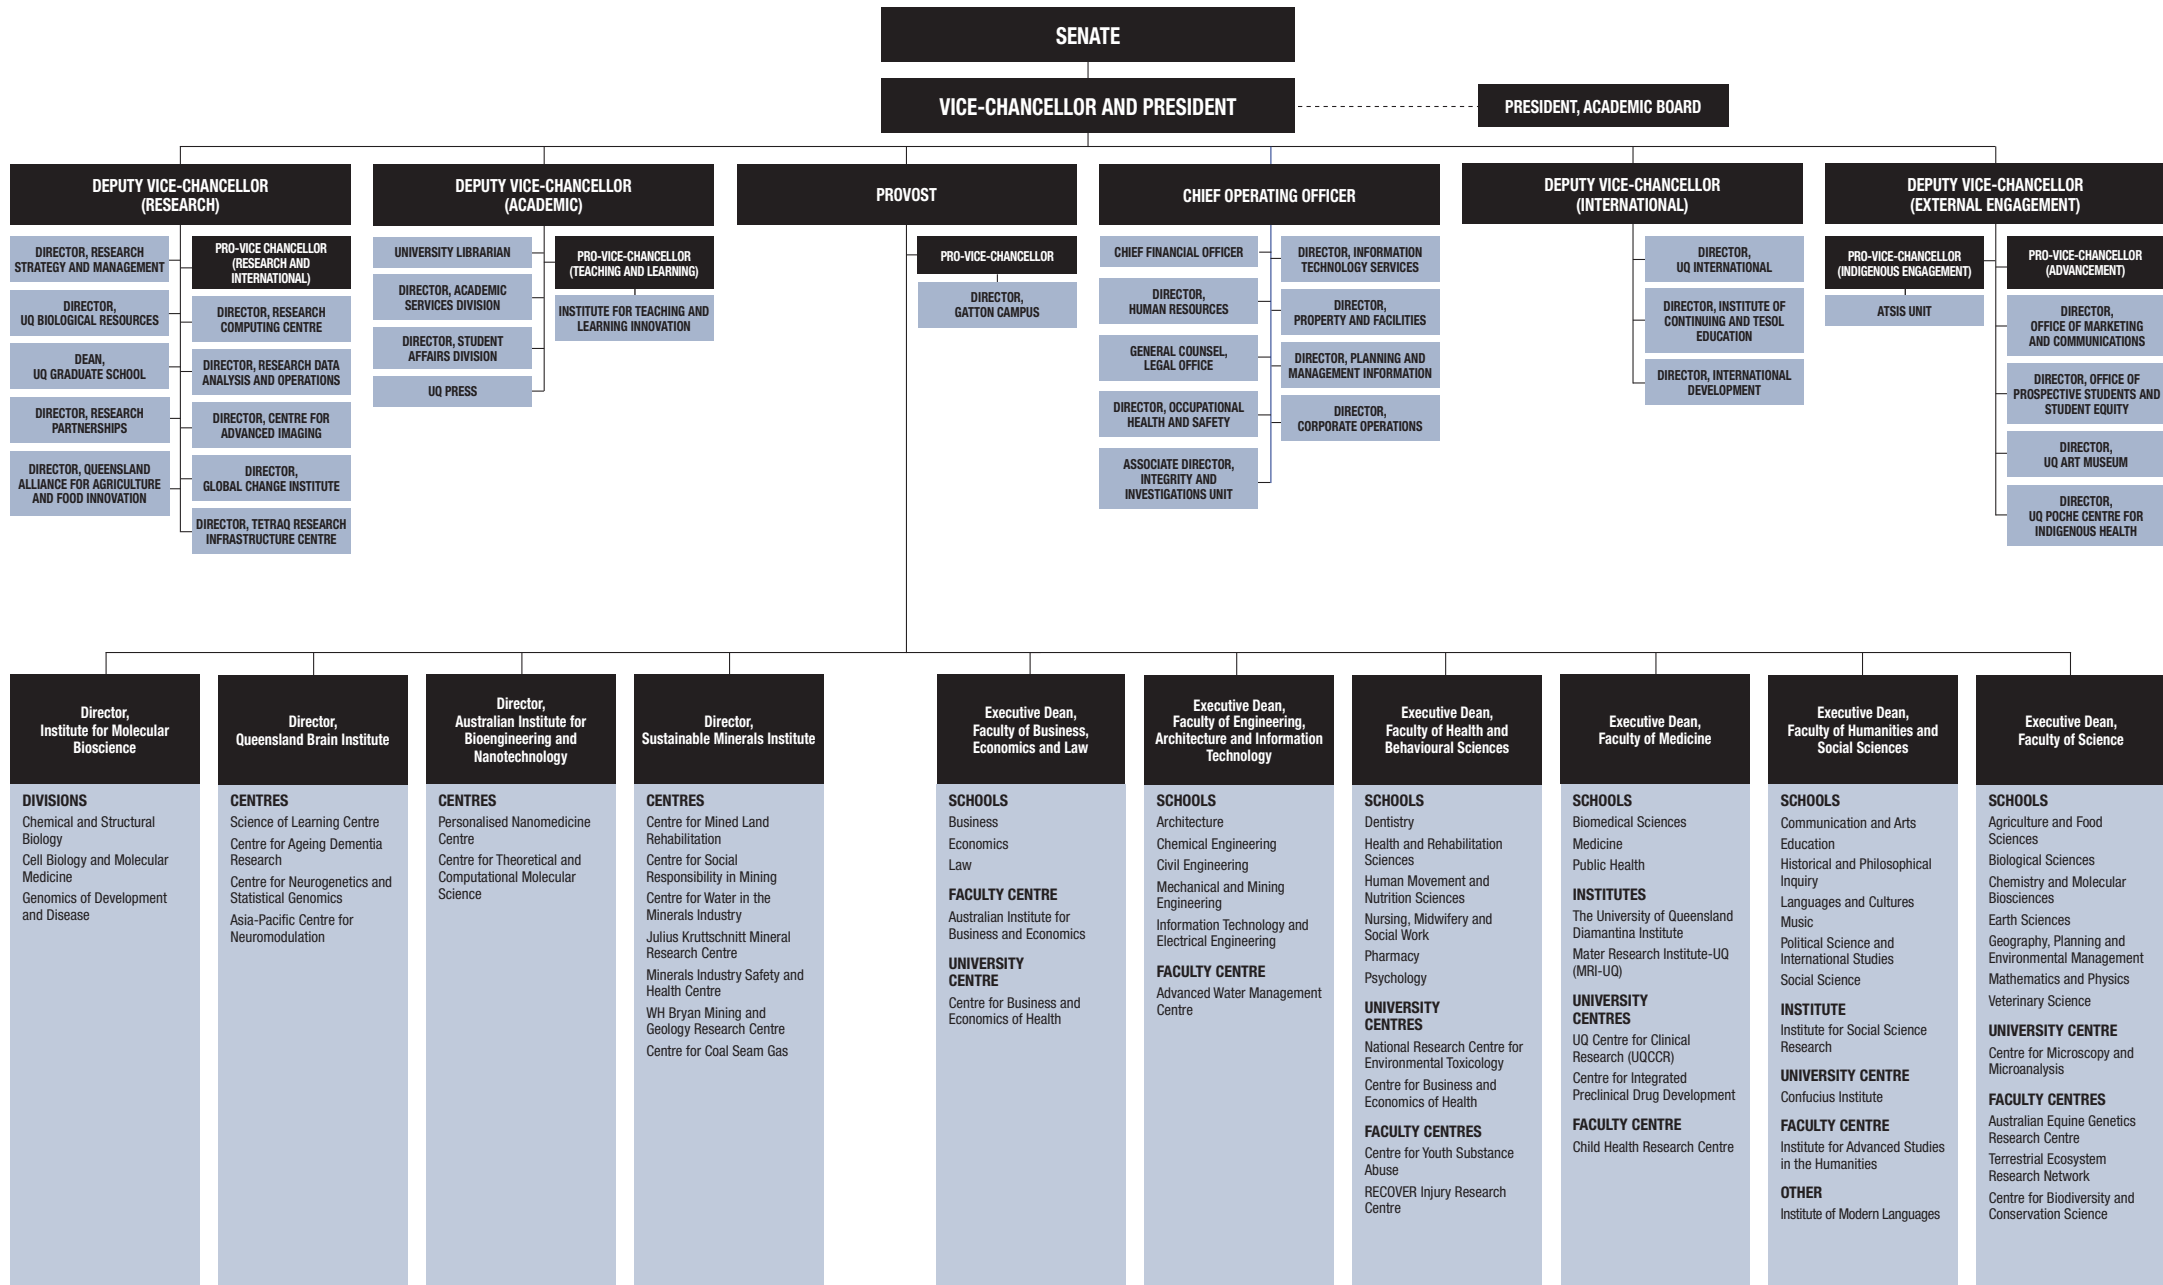 SENATE
VICE-CHANCELLOR AND PRESIDENT
PRESIDENT, ACADEMIC BOARD
DEPUTY VICE-CHANCELLOR
(RESEARCH)
DIRECTOR, RESEARCH
STRATEGY AND MANAGEMENT
DIRECTOR,
UQ BIOLOGICAL RESOURCES
DEAN,
UQ GRADUATE SCHOOL
DIRECTOR, RESEARCH
PARTNERSHIPS
DIRECTOR, QUEENSLAND
ALLIANCE FOR AGRICULTURE
AND FOOD INNOVATION
PRO-VICE CHANCELLOR
(RESEARCH AND
INTERNATIONAL)
DIRECTOR, RESEARCH
COMPUTING CENTRE
DIRECTOR, RESEARCH DATA
ANALYSIS AND OPERATIONS
DIRECTOR, CENTRE FOR
ADVANCED IMAGING
DIRECTOR,
GLOBAL CHANGE INSTITUTE
DIRECTOR, TETRAQ RESEARCH
INFRASTRUCTURE CENTRE
DEPUTY VICE-CHANCELLOR
(ACADEMIC)
UNIVERSITY LIBRARIAN
DIRECTOR, ACADEMIC
SERVICES DIVISION
DIRECTOR, STUDENT
AFFAIRS DIVISION
UQ PRESS
PRO-VICE-CHANCELLOR
(TEACHING AND LEARNING)
INSTITUTE FOR TEACHING AND
LEARNING INNOVATION
PROVOST
PRO-VICE-CHANCELLOR
DIRECTOR,
GATTON CAMPUS
CHIEF OPERATING OFFICER
CHIEF FINANCIAL OFFICER
DIRECTOR,
HUMAN RESOURCES
GENERAL COUNSEL,
LEGAL OFFICE
DIRECTOR, OCCUPATIONAL
HEALTH AND SAFETY
ASSOCIATE DIRECTOR,
INTEGRITY AND
INVESTIGATIONS UNIT
DIRECTOR, INFORMATION
TECHNOLOGY SERVICES
DIRECTOR,
PROPERTY AND FACILITIES
DIRECTOR, PLANNING AND
MANAGEMENT INFORMATION
DIRECTOR,
CORPORATE OPERATIONS
DEPUTY VICE-CHANCELLOR
(INTERNATIONAL)
DIRECTOR,
UQ INTERNATIONAL
DIRECTOR, INSTITUTE OF
CONTINUING AND TESOL
EDUCATION
DIRECTOR, INTERNATIONAL
DEVELOPMENT
DEPUTY VICE-CHANCELLOR
(EXTERNAL ENGAGEMENT)
PRO-VICE-CHANCELLOR
(INDIGENOUS ENGAGEMENT)
ATSIS UNIT
PRO-VICE-CHANCELLOR
(ADVANCEMENT)
DIRECTOR,
OFFICE OF MARKETING
AND COMMUNICATIONS
DIRECTOR, OFFICE OF
PROSPECTIVE STUDENTS AND
STUDENT EQUITY
DIRECTOR,
UQ ART MUSEUM
DIRECTOR,
UQ POCHE CENTRE FOR
INDIGENOUS HEALTH
Director,
Institute for Molecular
Bioscience
DIVISIONS
Chemical and Structural
Biology
Cell Biology and Molecular
Medicine
Genomics of Development
and Disease
Director,
Queensland Brain Institute
CENTRES
Science of Learning Centre
Centre for Ageing Dementia
Research
Centre for Neurogenetics and
Statistical Genomics
Asia-Pacific Centre for
Neuromodulation
Director,
Australian Institute for
Bioengineering and
Nanotechnology
CENTRES
Personalised Nanomedicine
Centre
Centre for Theoretical and
Computational Molecular
Science
Director,
Sustainable Minerals Institute
CENTRES
Centre for Mined Land
Rehabilitation
Centre for Social
Responsibility in Mining
Centre for Water in the
Minerals Industry
Julius Kruttschnitt Mineral
Research Centre
Minerals Industry Safety and
Health Centre
WH Bryan Mining and
Geology Research Centre
Centre for Coal Seam Gas
Executive Dean,
Faculty of Business,
Economics and Law
SCHOOLS
Business
Economics
Law
FACULTY CENTRE
Australian Institute for
Business and Economics
UNIVERSITY
CENTRE
Centre for Business and
Economics of Health
Executive Dean,
Faculty of Engineering,
Architecture and Information
Technology
SCHOOLS
Architecture
Chemical Engineering
Civil Engineering
Mechanical and Mining
Engineering
Information Technology and
Electrical Engineering
FACULTY CENTRE
Advanced Water Management
Centre
Executive Dean,
Faculty of Health and
Behavioural Sciences
SCHOOLS
Dentistry
Health and Rehabilitation
Sciences
Human Movement and
Nutrition Sciences
Nursing, Midwifery and
Social Work
Pharmacy
Psychology
UNIVERSITY
CENTRES
National Research Centre for
Environmental Toxicology
Centre for Business and
Economics of Health
FACULTY CENTRES
Centre for Youth Substance
Abuse
RECOVER Injury Research
Centre
Executive Dean,
Faculty of Medicine
SCHOOLS
Biomedical Sciences
Medicine
Public Health
INSTITUTES
The University of Queensland
Diamantina Institute
Mater Research Institute-UQ
(MRI-UQ)
UNIVERSITY
CENTRES
UQ Centre for Clinical
Research (UQCCR)
Centre for Integrated
Preclinical Drug Development
FACULTY CENTRE
Child Health Research Centre
Executive Dean,
Faculty of Humanities and
Social Sciences
SCHOOLS
Communication and Arts
Education
Historical and Philosophical
Inquiry
Languages and Cultures
Music
Political Science and
International Studies
Social Science
INSTITUTE
Institute for Social Science
Research
UNIVERSITY CENTRE
Confucius Institute
FACULTY CENTRE
Institute for Advanced Studies
in the Humanities
OTHER
Institute of Modern Languages
Executive Dean,
Faculty of Science
SCHOOLS
Agriculture and Food
Sciences
Biological Sciences
Chemistry and Molecular
Biosciences
Earth Sciences
Geography, Planning and
Environmental Management
Mathematics and Physics
Veterinary Science
UNIVERSITY CENTRE
Centre for Microscopy and
Microanalysis
FACULTY CENTRES
Australian Equine Genetics
Research Centre
Terrestrial Ecosystem
Research Network
Centre for Biodiversity and
Conservation Science